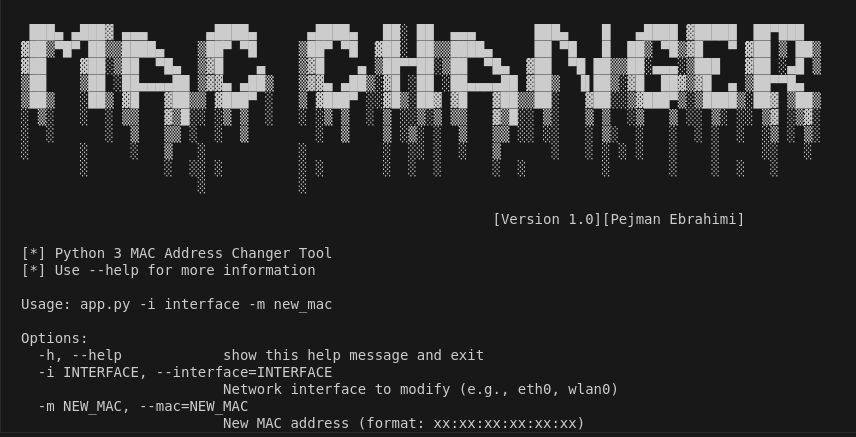 MAC CHANGER
[Version 1.0][Pejman Ebrahimi]
[*] Python 3 MAC Address Changer Tool
[*] Use --help for more information
Usage: app.py -i interface -m new_mac
Options:
-h, --help show this help message and exit
-i INTERFACE, --interface=INTERFACE
Network interface to modify (e.g., eth0, wlan0)
-m NEW_MAC, --mac=NEW_MAC
New MAC address (format: xx:xx:xx:xx:xx:xx)